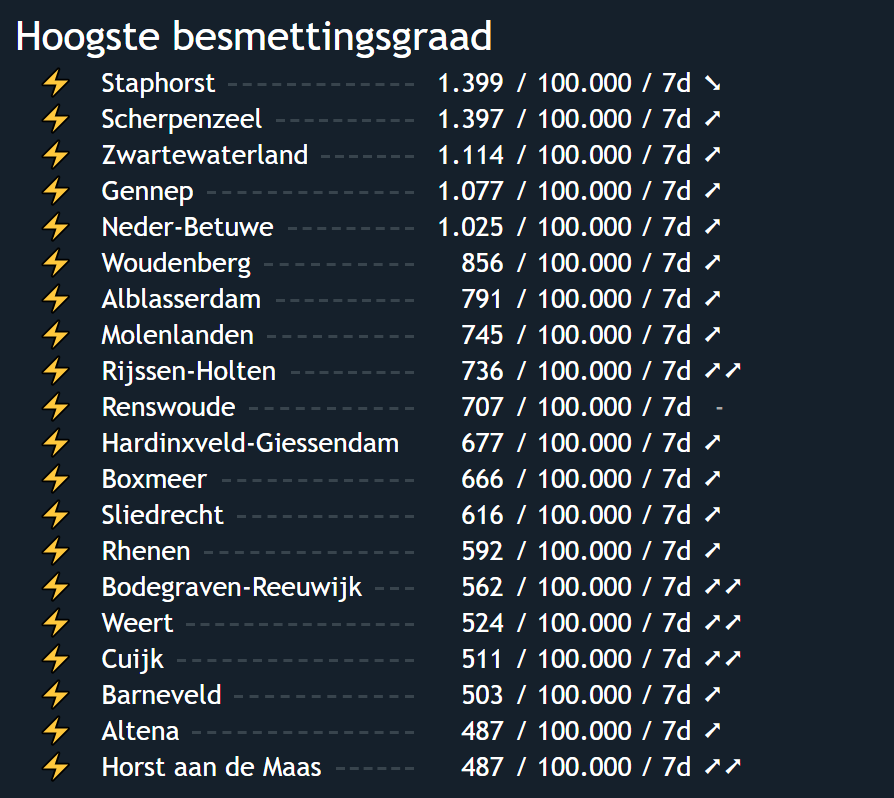 Hoogste besmettingsgraad
⚡ Staphorst -------------- 1.399 / 100.000 / 7d ➘
⚡ Scherpenzeel ----------- 1.397 / 100.000 / 7d ➚
⚡ Zwartewaterland ------- 1.114 / 100.000 / 7d ➚
⚡ Gennep ---------------- 1.077 / 100.000 / 7d ➚
⚡ Neder-Betuwe ---------- 1.025 / 100.000 / 7d ➚
⚡ Woudenberg ------------ 856 / 100.000 / 7d ➚
⚡ Alblasserdam ----------- 791 / 100.000 / 7d ➚
⚡ Molenlanden ------------ 745 / 100.000 / 7d ➚
⚡ Rijssen-Holten ---------- 736 / 100.000 / 7d ➚➚
⚡ Renswoude ------------- 707 / 100.000 / 7d -
⚡ Hardinxveld-Giessendam 677 / 100.000 / 7d ➚
⚡ Boxmeer --------------- 666 / 100.000 / 7d ➚
⚡ Sliedrecht -------------- 616 / 100.000 / 7d ➚
⚡ Rhenen ---------------- 592 / 100.000 / 7d ➚
⚡ Bodegraven-Reeuwijk --- 562 / 100.000 / 7d ➚➚
⚡ Weert ------------------ 524 / 100.000 / 7d ➚➚
⚡ Cuijk ------------------ 511 / 100.000 / 7d ➚➚
⚡ Barneveld -------------- 503 / 100.000 / 7d ➚
⚡ Altena ----------------- 487 / 100.000 / 7d ➚
⚡ Horst aan de Maas ------ 487 / 100.000 / 7d ➚➚